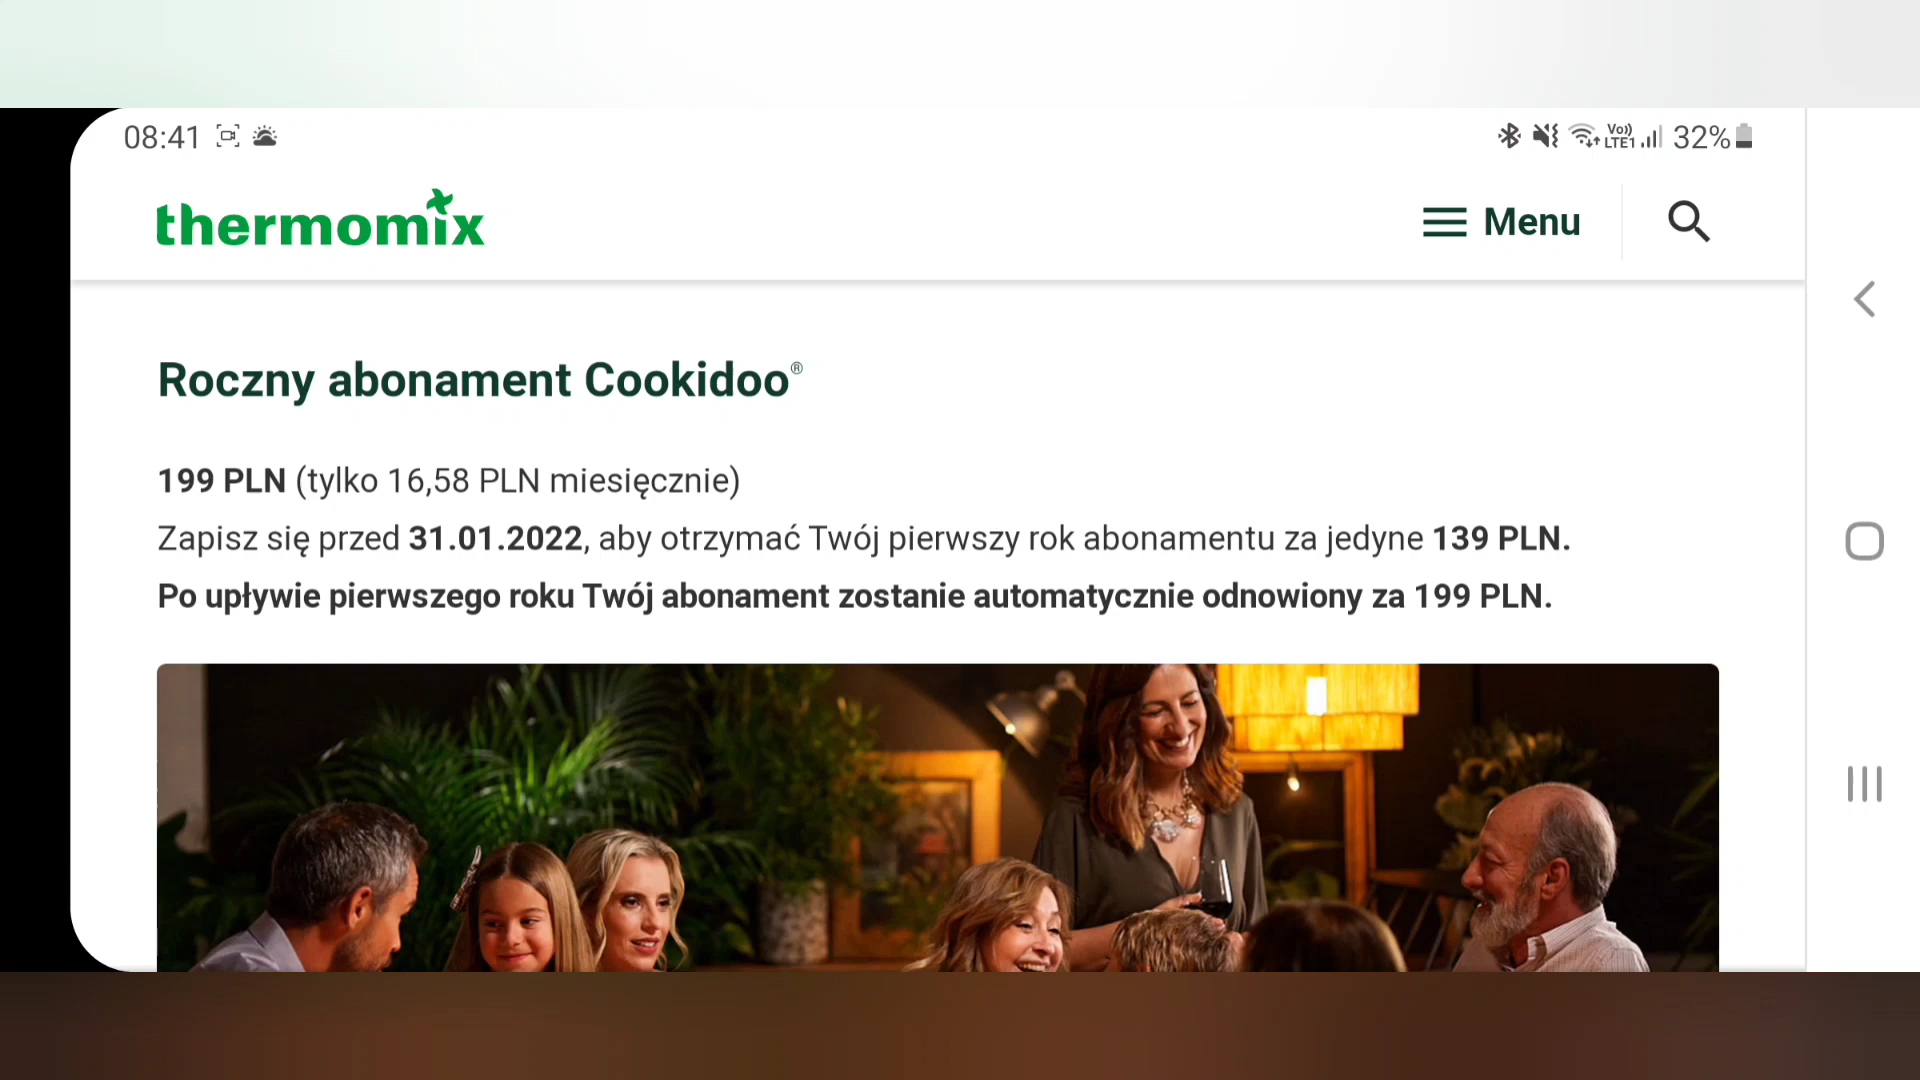 08:41
Vo)) LTE1 32%
thermomix
Menu
Roczny abonament Cookidoo®
199 PLN (tylko 16,58 PLN miesięcznie)
Zapisz się przed 31.01.2022, aby otrzymać Twój pierwszy rok abonamentu za jedyne 139 PLN.
Po upływie pierwszego roku Twój abonament zostanie automatycznie odnowiony za 199 PLN.